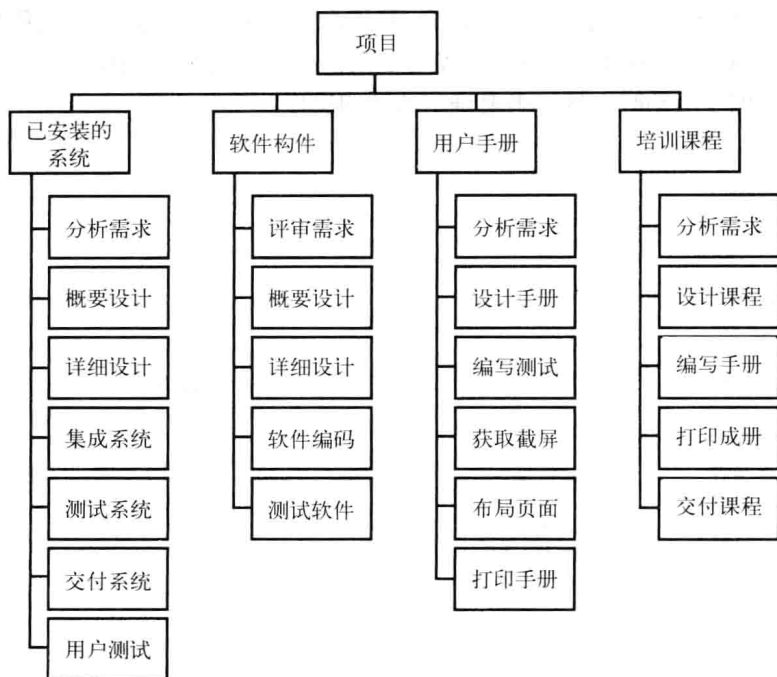 项目
已安装的
系统
分析需求
概要设计
详细设计
集成系统
测试系统
交付系统
用户测试
软件构件
评审需求
概要设计
详细设计
软件编码
测试软件
用户手册
分析需求
设计手册
编写测试
获取截屏
布局页面
打印手册
培训课程
分析需求
设计课程
编写手册
打印成册
交付课程